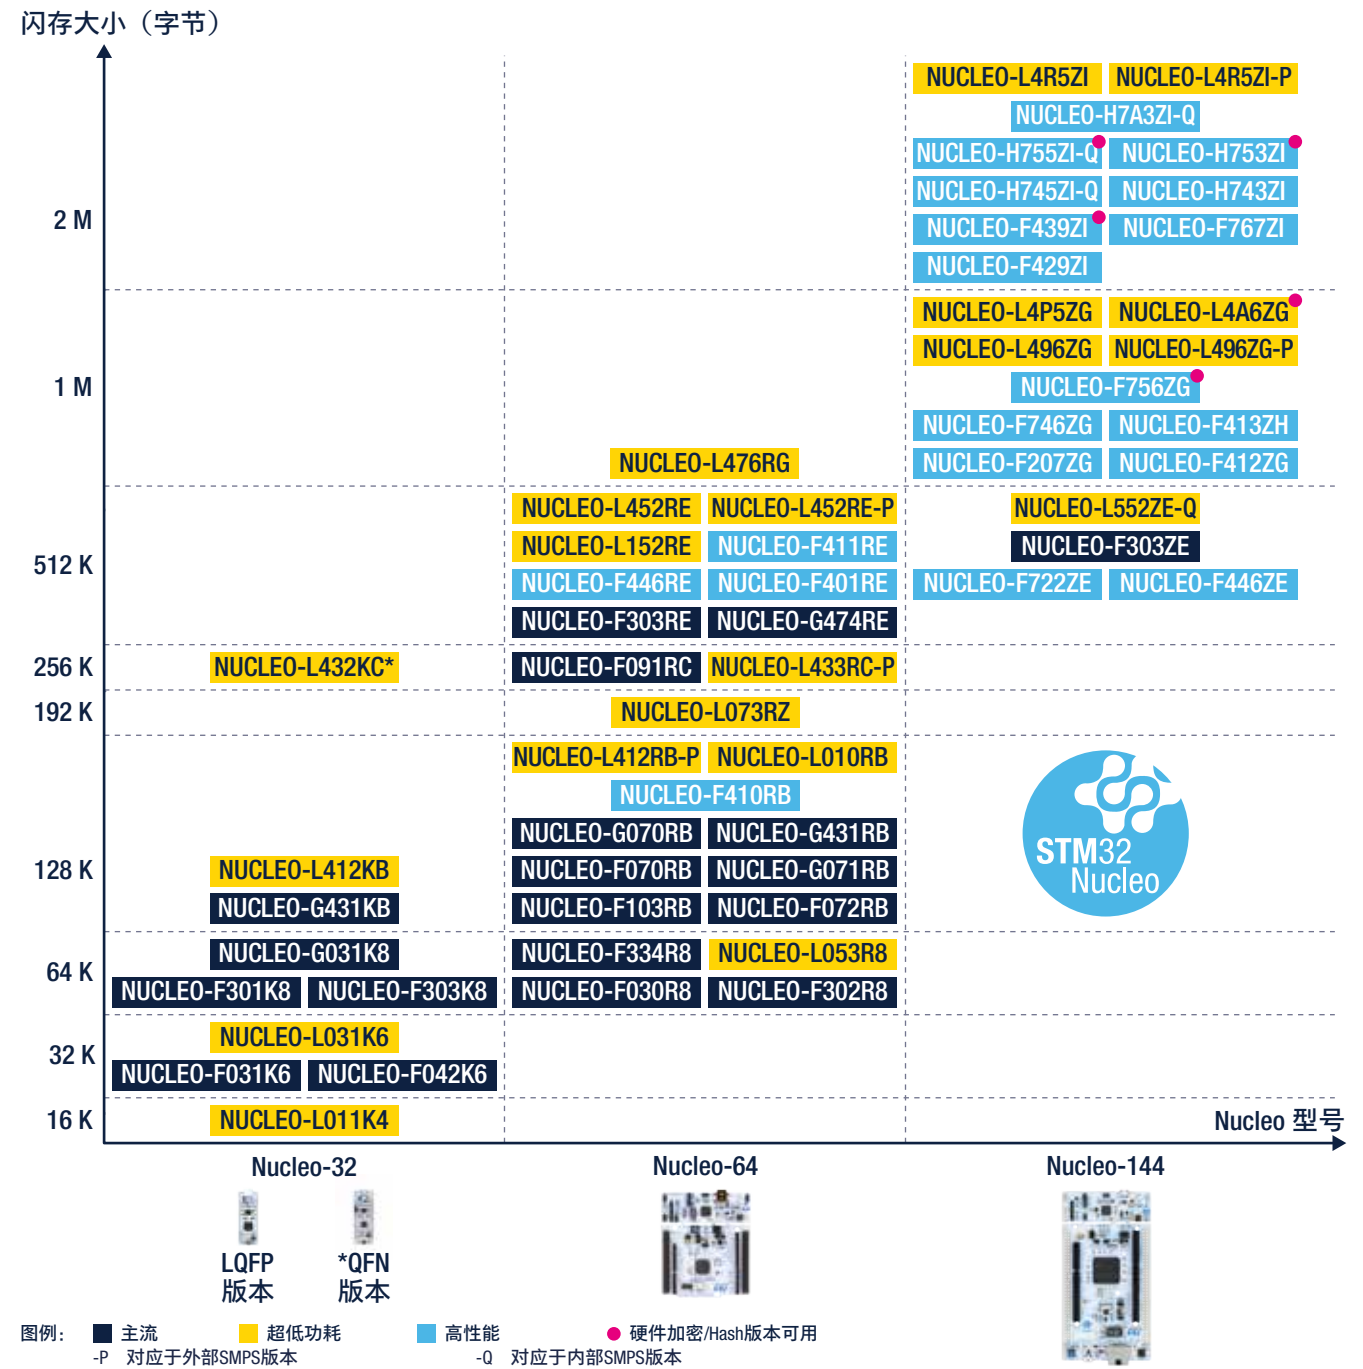 闪存大小（字节）
NUCLEO-L4R5ZI NUCLEO-L4R5ZI-P
NUCLEO-H7A3ZI-Q
NUCLEO-H755ZI-Q NUCLEO-H753ZI
NUCLEO-H745ZI-Q NUCLEO-H743ZI
2 M
NUCLEO-F439ZI NUCLEO-F767ZI
NUCLEO-F429ZI
NUCLEO-L4P5ZG NUCLEO-L4A6ZG
NUCLEO-L496ZG NUCLEO-L496ZG-P
1 M
NUCLEO-F756ZG
NUCLEO-F746ZG NUCLEO-F413ZH
NUCLEO-L476RG NUCLEO-F207ZG NUCLEO-F412ZG
NUCLEO-L452RE NUCLEO-L452RE-P NUCLEO-L552ZE-Q
NUCLEO-L152RE NUCLEO-F411RE NUCLEO-F303ZE
512 K
NUCLEO-F446RE NUCLEO-F401RE NUCLEO-F722ZE NUCLEO-F446ZE
NUCLEO-F303RE NUCLEO-G474RE
256 K NUCLEO-L432KC* NUCLEO-F091RC NUCLEO-L433RC-P
192 K NUCLEO-L073RZ
NUCLEO-L412RB-P NUCLEO-L010RB
NUCLEO-F410RB
NUCLEO-G070RB NUCLEO-G431RB
STM32
Nucleo
128 K NUCLEO-L412KB NUCLEO-F070RB NUCLEO-G071RB
NUCLEO-G431KB NUCLEO-F103RB NUCLEO-F072RB
NUCLEO-G031K8 NUCLEO-F334R8 NUCLEO-L053R8
64 K
NUCLEO-F301K8 NUCLEO-F303K8 NUCLEO-F030R8 NUCLEO-F302R8
NUCLEO-L031K6
32 K
NUCLEO-F031K6 NUCLEO-F042K6
16 K NUCLEO-L011K4
Nucleo 型号
Nucleo-32 Nucleo-64 Nucleo-144
LQFP
版本
*QFN
版本
图例: 主流 超低功耗 高性能 硬件加密/Hash版本可用
-P 对应于外部SMPS版本 -Q 对应于内部SMPS版本